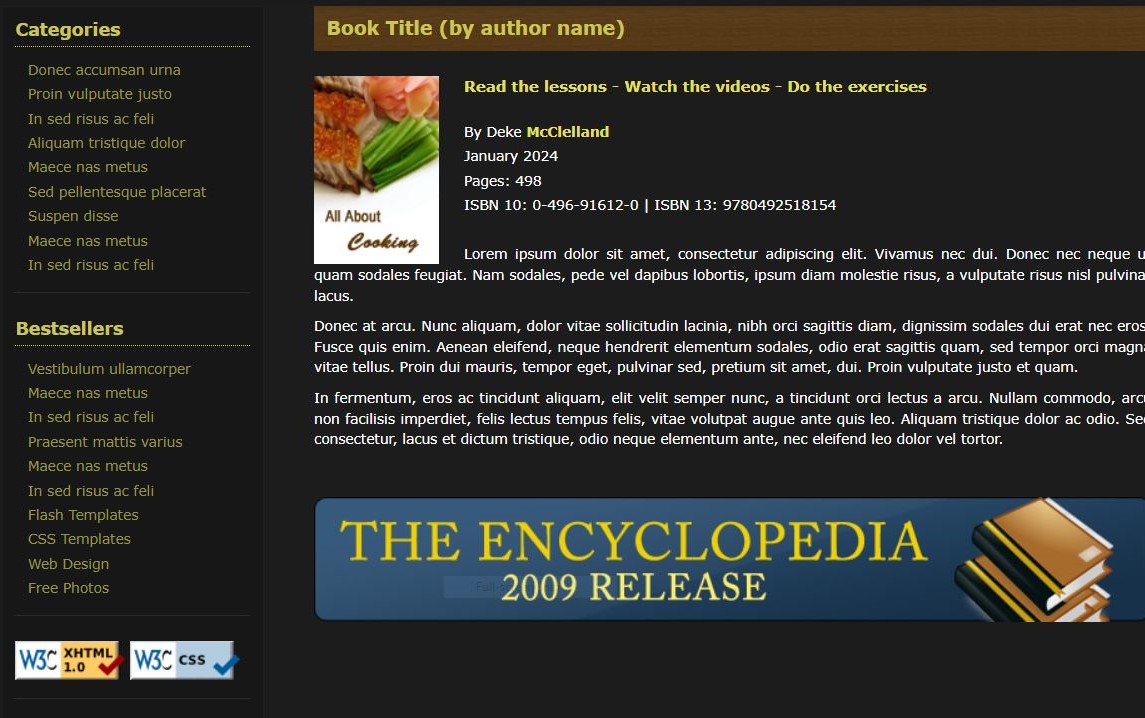 Categories
Donec accumsan urna
Proin vulputate justo
In sed risus ac feli
Aliquam tristique dolor
Maece nas metus
Sed pellentesque placerat
Suspen disse
Maece nas metus
In sed risus ac feli
Bestsellers
Vestibulum ullamcorper
Maece nas metus
In sed risus ac feli
Praesent mattis varius
Maece nas metus
In sed risus ac feli
Flash Templates
CSS Templates
Web Design
Free Photos
W3C XHTML 1.0
W3C CSS
Book Title (by author name)
All About
Cooking
Read the lessons - Watch the videos - Do the exercises
By Deke McClelland
January 2024
Pages: 498
ISBN 10: 0-496-91612-0 | ISBN 13: 9780492518154
Lorem ipsum dolor sit amet, consectetur adipiscing elit. Vivamus nec dui. Donec nec neque u
quam sodales feugiat. Nam sodales, pede vel dapibus lobortis, ipsum diam molestie risus, a vulputate risus nisl pulvina
lacus.
Donec at arcu. Nunc aliquam, dolor vitae sollicitudin lacinia, nibh orci sagittis diam, dignissim sodales dui erat nec eros
Fusce quis enim. Aenean eleifend, neque hendrerit elementum sodales, odio erat sagittis quam, sed tempor orci magna
vitae tellus. Proin dui mauris, tempor eget, pulvinar sed, pretium sit amet, dui. Proin vulputate justo et quam.
In fermentum, eros ac tincidunt aliquam, elit velit semper nunc, a tincidunt orci lectus a arcu. Nullam commodo, arcu
non facilisis imperdiet, felis lectus tempus felis, vitae volutpat augue ante quis leo. Aliquam tristique dolor ac odio. Sed
consectetur, lacus et dictum tristique, odio neque elementum ante, nec eleifend leo dolor vel tortor.
THE ENCYCLOPEDIA
2009 RELEASE